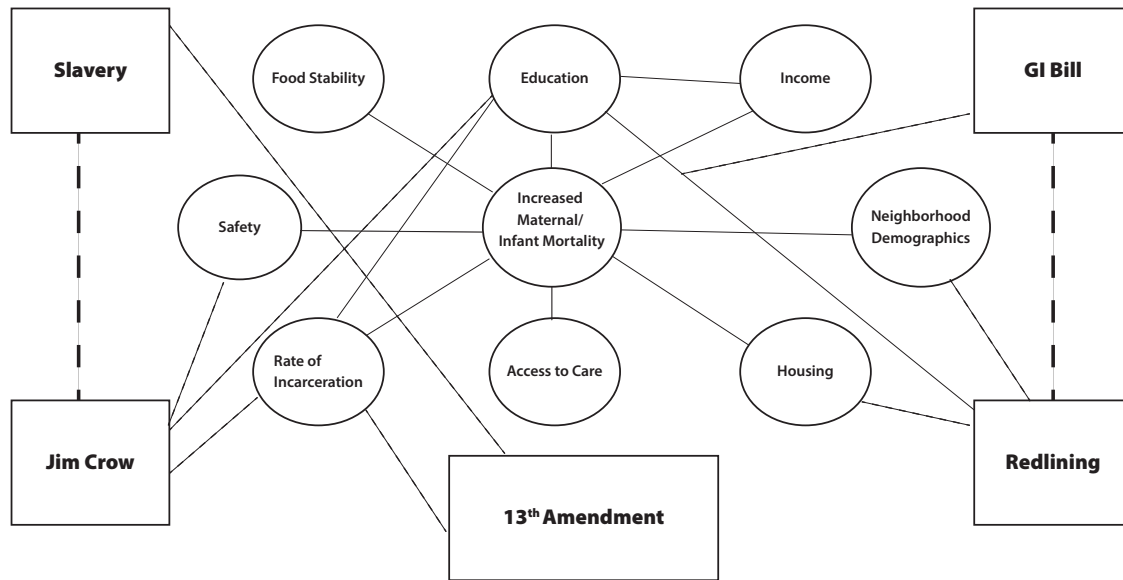 Slavery
Food Stability
Education
Income
GI Bill
Safety
Increased
Maternal/
Infant Mortality
Neighborhood
Demographics
Rate of
Incarceration
Access to Care
Housing
Jim Crow
13th Amendment
Redlining